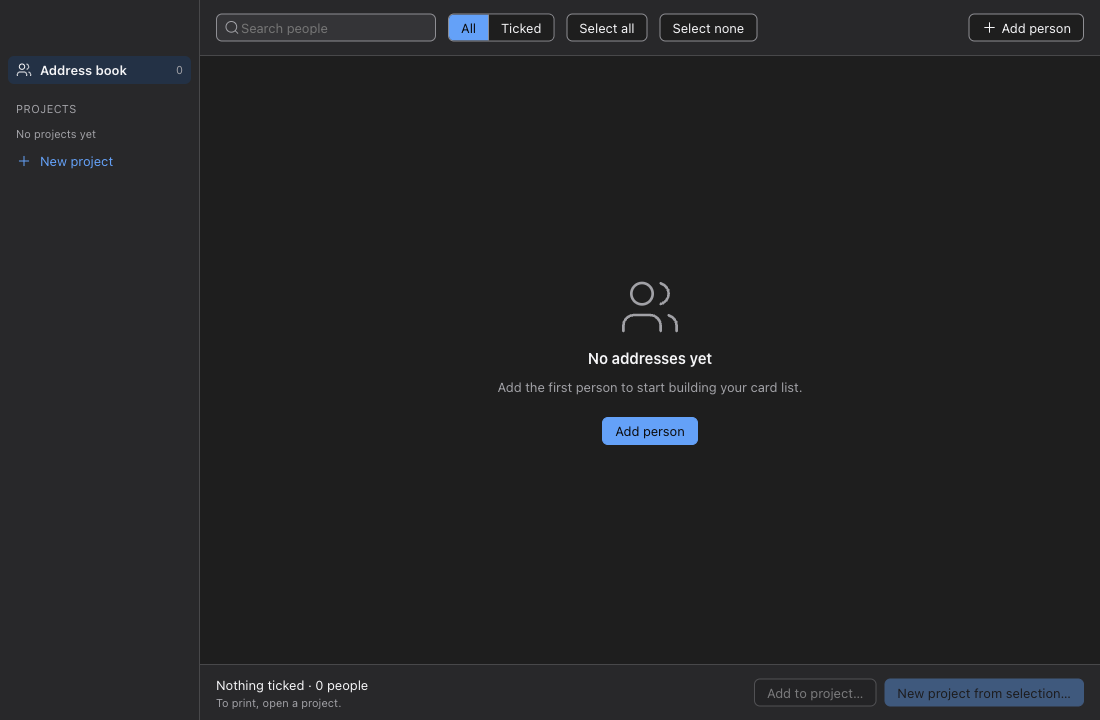 Search people
All
Ticked
Select all
Select none
Add person
Address book
0
PROJECTS
No projects yet
New project
No addresses yet
Add the first person to start building your card list.
Add person
Nothing ticked · 0 people
To print, open a project.
Add to project...
New project from selection...